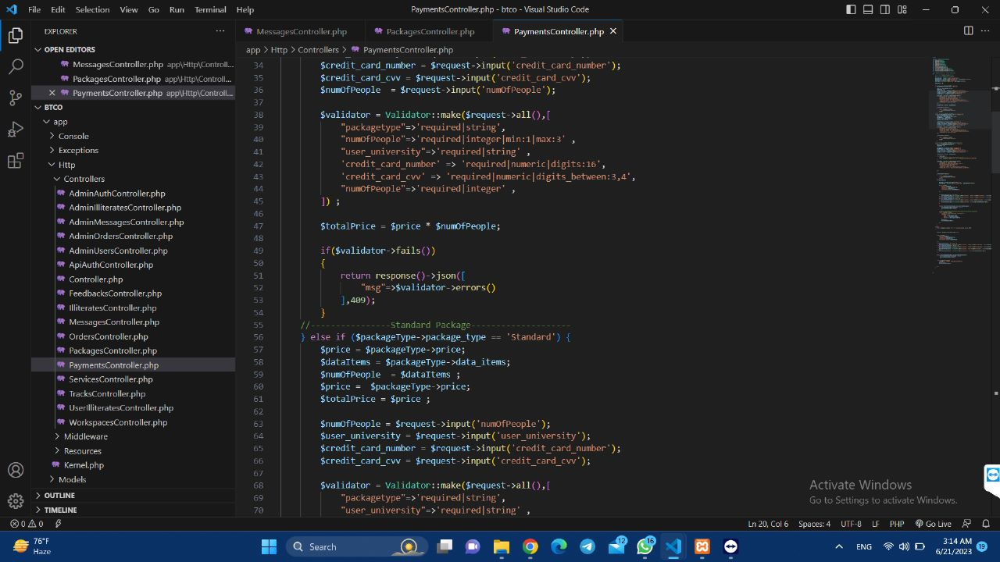 File Edit Selection View Go Run Terminal Help
PaymentsController.php - btco - Visual Studio Code
EXPLORER
OPEN EDITORS
MessagesController.php app\Http\Controll...
PackagesController.php app\Http\Controll...
PaymentsController.php app\Http\Controll...
BTCO
app
Console
Exceptions
Http
Controllers
AdminAuthController.php
AdminIlliteratesController.php
AdminMessagesController.php
AdminOrdersController.php
AdminUsersController.php
ApiAuthController.php
Controller.php
FeedbacksController.php
IlliteratesController.php
MessagesController.php
OrdersController.php
PackagesController.php
PaymentsController.php
ServicesController.php
TracksController.php
UserIlliteratesController.php
WorkspacesController.php
Middleware
Resources
Kernel.php
Models
OUTLINE
TIMELINE
MessagesController.php PackagesController.php PaymentsController.php
app > Http > Controllers > PaymentsController.php
34 $credit_card_number = $request->input('credit_card_number');
35 $credit_card_cvv = $request->input('credit_card_cvv');
36 $numOfPeople = $request->input('numOfPeople');
37
38 $validator = Validator::make($request->all(),[
39 "packagetype"=>'required|string',
40 "numOfPeople"=>'required|integer|min:1|max:3' ,
41 "user_university"=>'required|string' ,
42 'credit_card_number' => 'required|numeric|digits:16',
43 'credit_card_cvv' => 'required|numeric|digits_between:3,4',
44 "numOfPeople"=>'required|integer' ,
45 ]) ;
46
47 $totalPrice = $price * $numOfPeople;
48
49 if($validator->fails())
50 {
51 return response()->json([
52 "msg"=>$validator->errors()
53 ],409);
54 }
55 //----------------Standard Package--------------------
56 } else if ($packageType->package_type == 'Standard') {
57 $price = $packageType->price;
58 $dataItems = $packageType->data_items;
59 $numOfPeople = $dataItems ;
60 $price = $packageType->price;
61 $totalPrice = $price ;
62
63 $numOfPeople = $request->input('numOfPeople');
64 $user_university = $request->input('user_university');
65 $credit_card_number = $request->input('credit_card_number');
66 $credit_card_cvv = $request->input('credit_card_cvv');
67
68 $validator = Validator::make($request->all(),[
69 "packagetype"=>'required|string',
70 "user_university"=>'required|string' ,
Activate Windows
Go to Settings to activate Windows.
0 0 Ln 20, Col 6 Spaces: 4 UTF-8 LF PHP Go Live
76°F
Haze
Search
12
16
ENG
3:14 AM
6/21/2023
19